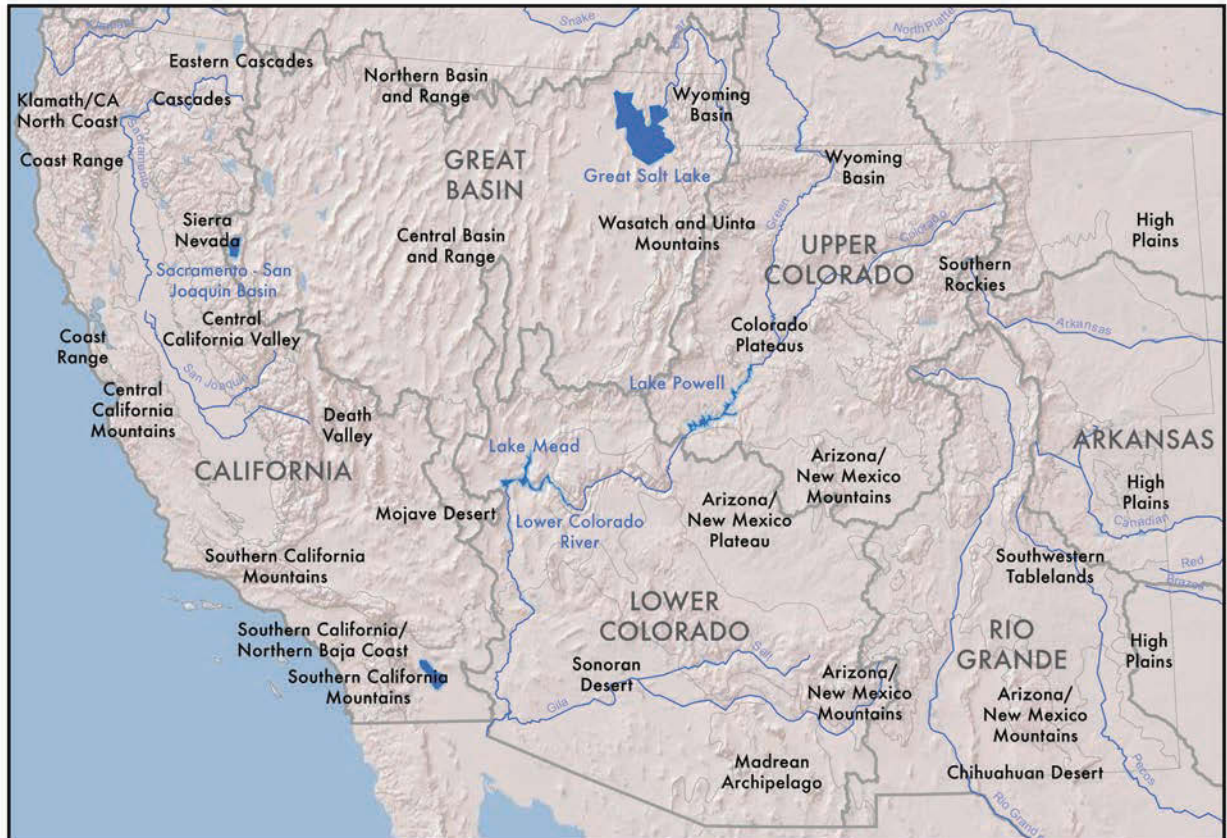 Klamath
Snake
Bear
North Platte
Eastern Cascades
Northern Basin
and Range
Cascades
Wyoming
Basin
Klamath/CA
North Coast
Sacramento
Coast Range
GREAT
BASIN
Great Salt Lake
Wyoming
Basin
Green
Colorado
Sierra
Nevada
Central Basin
and Range
Wasatch and Uinta
Mountains
High
Plains
UPPER
COLORADO
Southern
Rockies
Sacramento - San
Joaquin Basin
Central
California Valley
Coast
Range
San Joaquin
Colorado
Plateaus
Arkansas
Lake Powell
Central
California
Mountains
Death
Valley
CALIFORNIA
Lake Mead
ARKANSAS
Arizona/
New Mexico
Mountains
High
Plains
Mojave Desert
Lower Colorado
River
Arizona/
New Mexico
Plateau
Canadian
Southern California
Mountains
Southwestern
Tablelands
Red
Brazos
LOWER
COLORADO
Southern California/
Northern Baja Coast
Southern California
Mountains
RIO
GRANDE
High
Plains
Sonoran
Desert
Salt
Gila
Arizona/
New Mexico
Mountains
Arizona/
New Mexico
Mountains
Madrean
Archipelago
Chihuahuan Desert
Pecos
Rio Grande